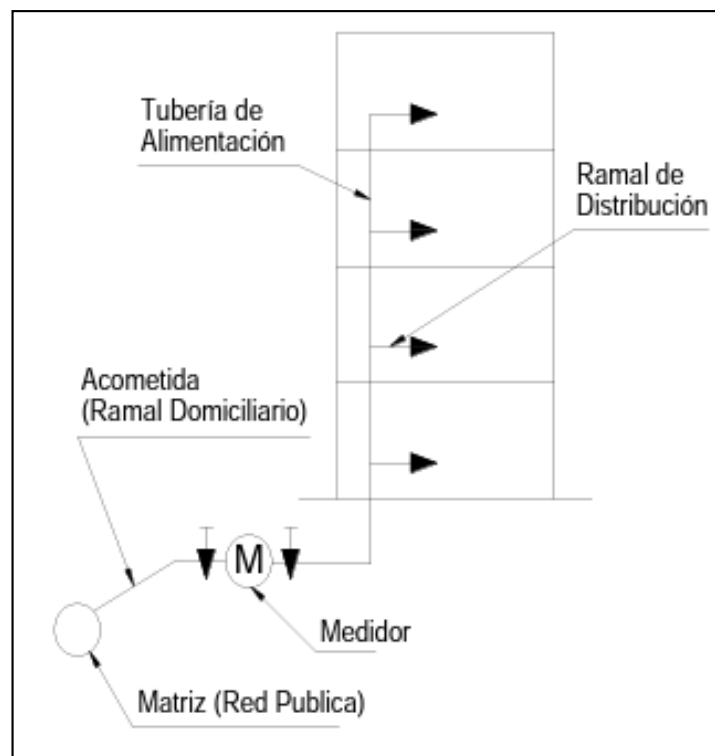 Tubería de
Alimentación
Ramal de
Distribución
Acometida
(Ramal Domiciliario)
M
Medidor
Matriz (Red Publica)